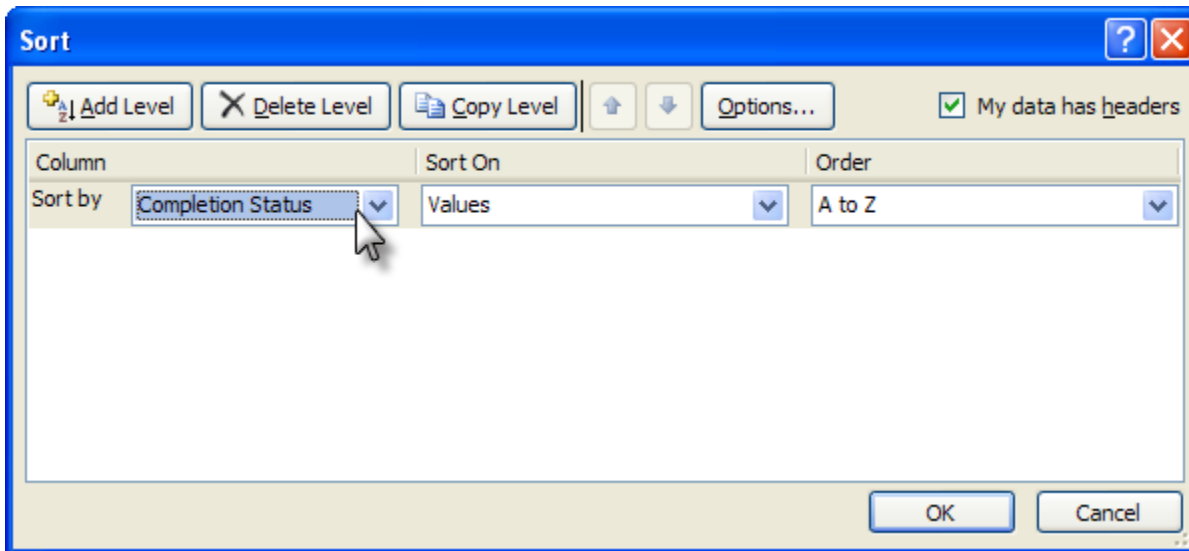 Sort
Add Level Delete Level Copy Level Options... My data has headers
Column Sort On Order
Sort by Completion Status Values A to Z
OK Cancel